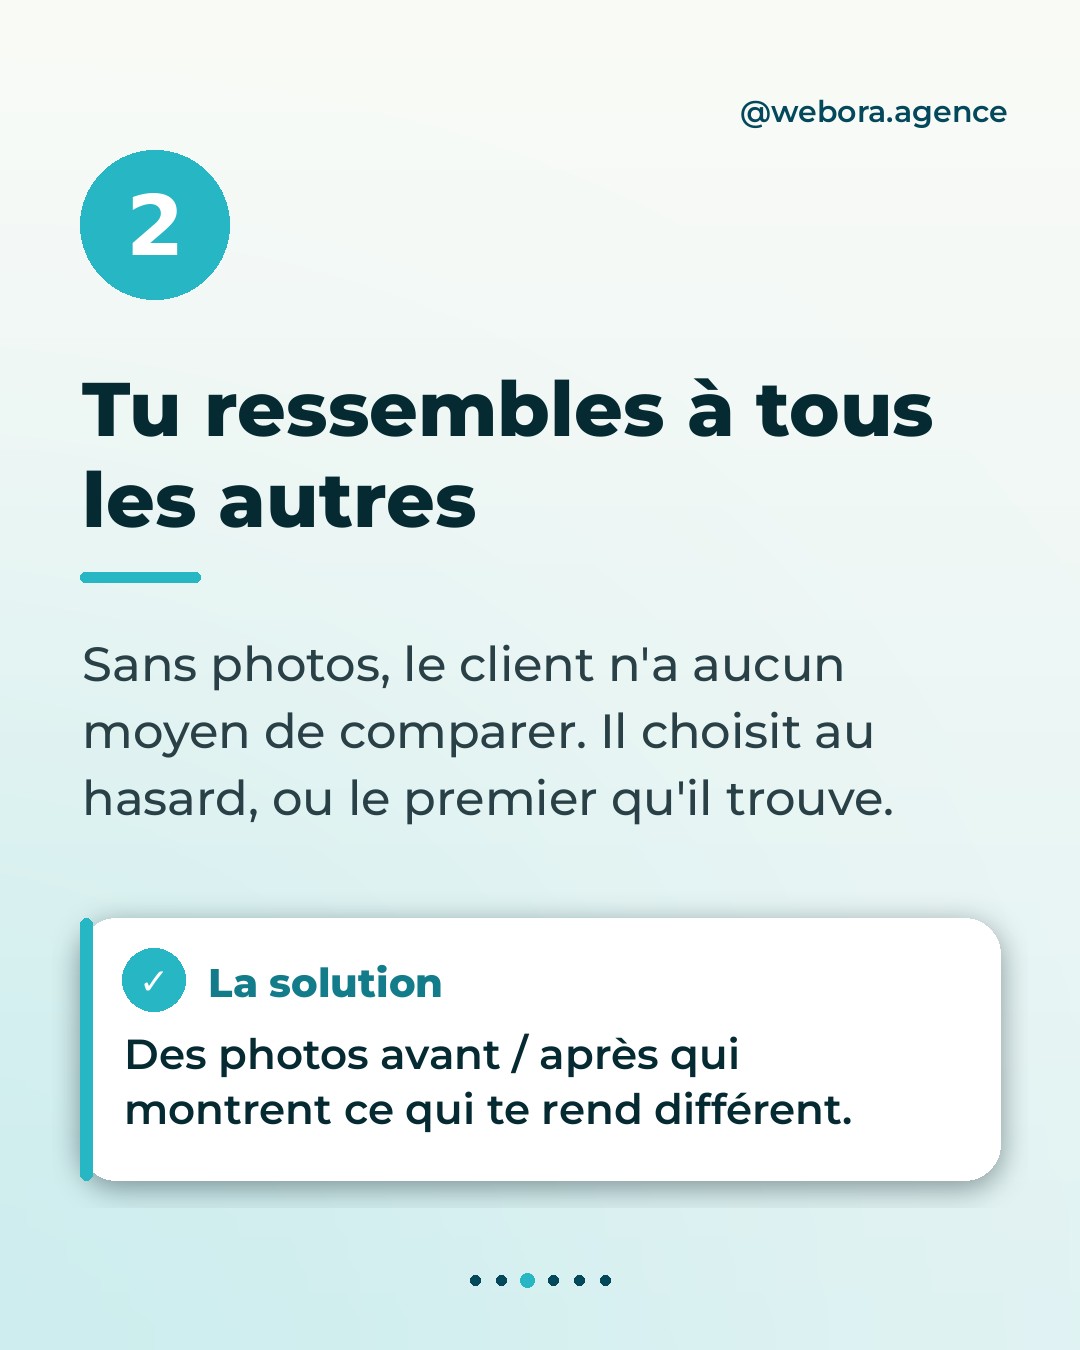 @webora.agence
2
Tu ressembles à tous
les autres
Sans photos, le client n'a aucun
moyen de comparer. Il choisit au
hasard, ou le premier qu'il trouve.
✓ La solution
Des photos avant / après qui
montrent ce qui te rend différent.